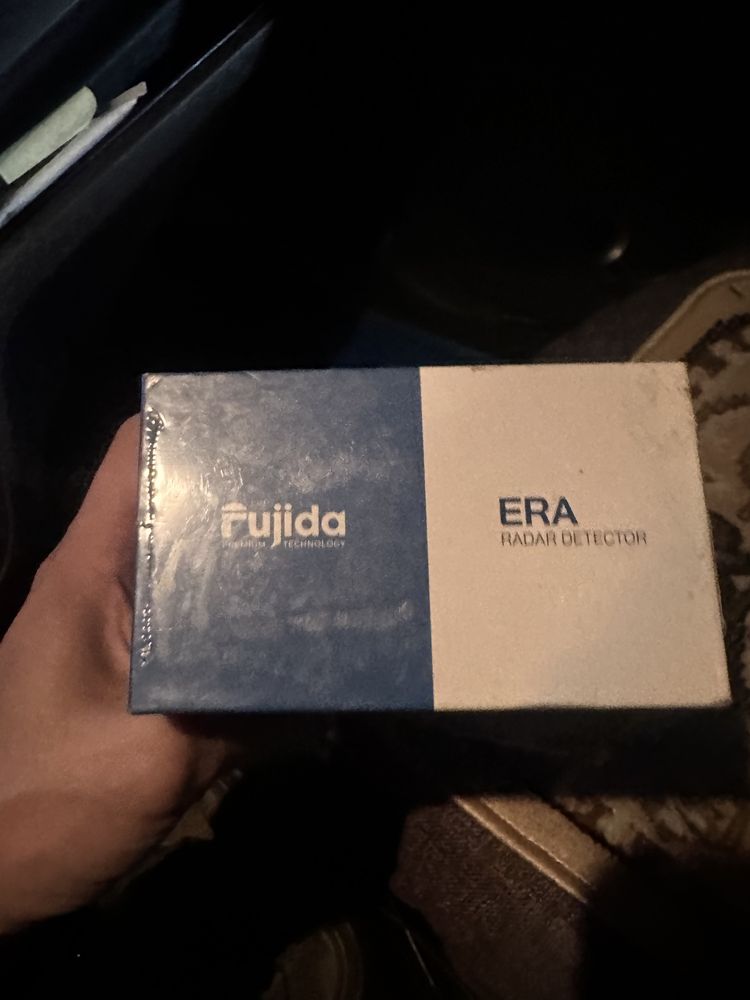 Fujida
PREMIUM TECHNOLOGY
ERA
RADAR DETECTOR